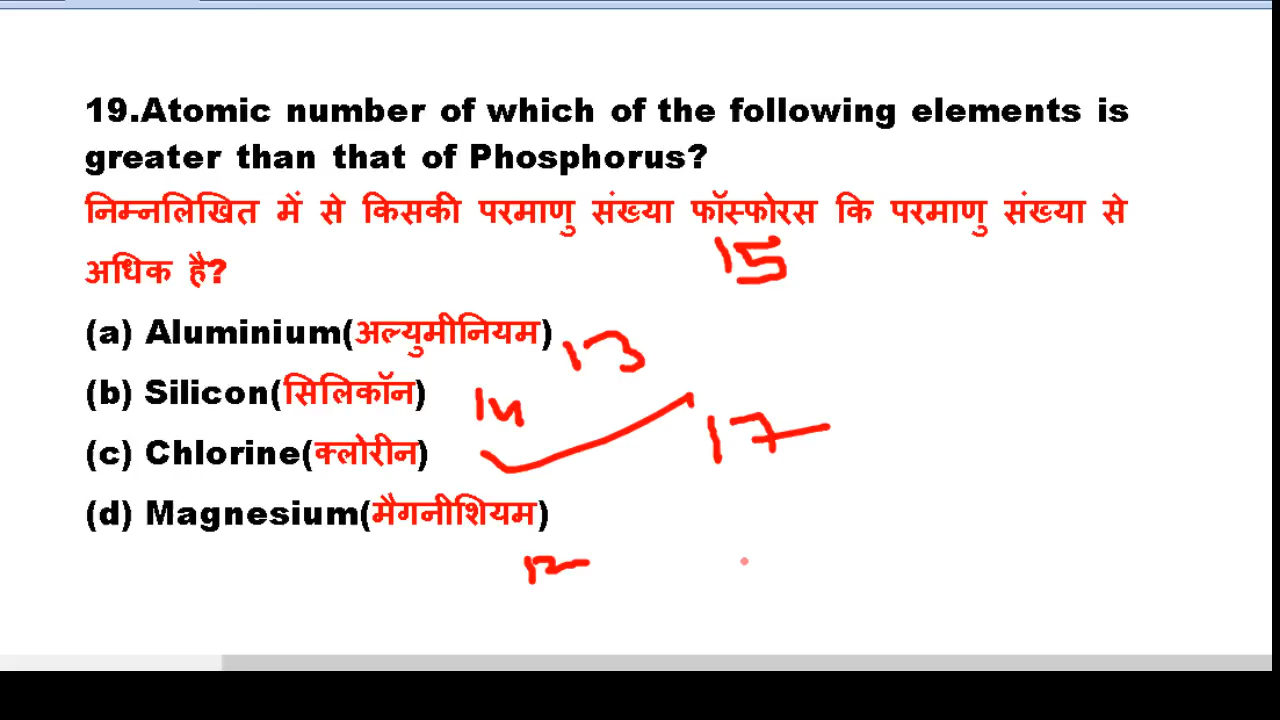 19.Atomic number of which of the following elements is
greater than that of Phosphorus?
निम्नलिखित में से किसकी परमाणु संख्या फॉस्फोरस कि परमाणु संख्या से
15
अधिक है?
(a) Aluminium(अल्युमीनियम) 13
(b) Silicon(सिलिकॉन) 14
(c) Chlorine(क्लोरीन) 17
(d) Magnesium(मैगनीशियम)
12